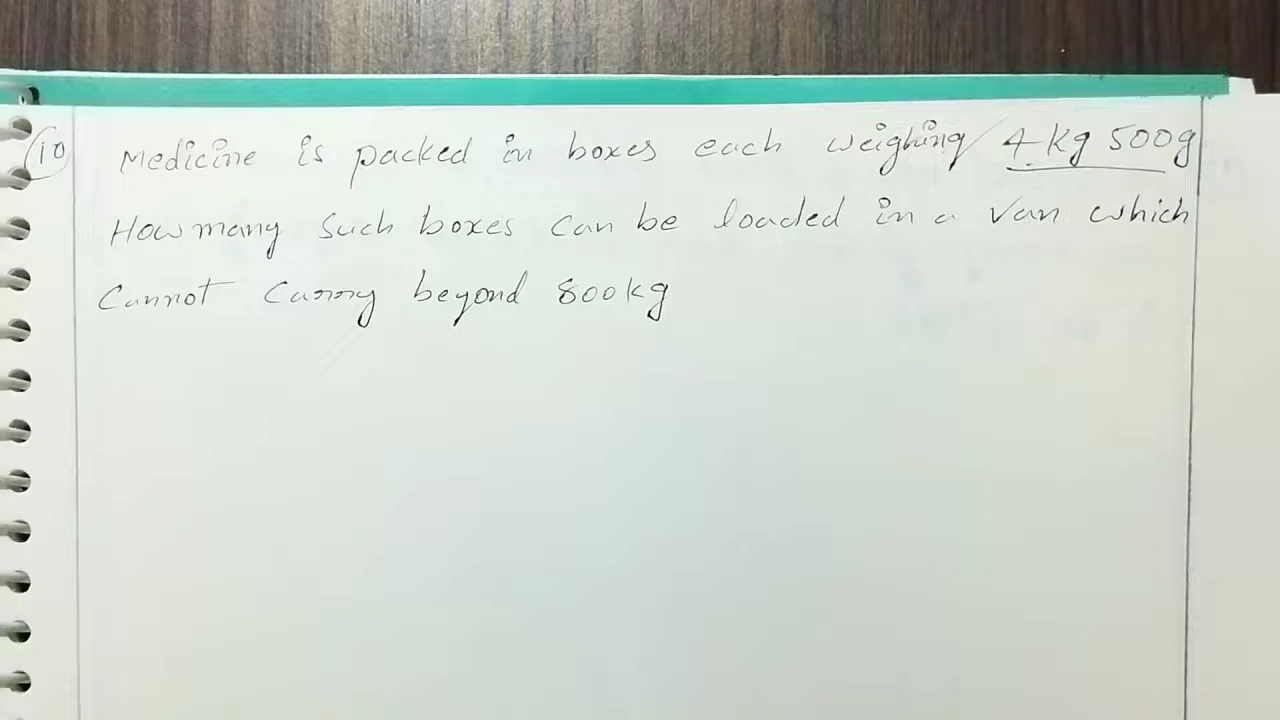 10 Medicine is packed in boxes each weighing 4 kg 500g
How many such boxes can be loaded in a van which
Cannot Carry beyond 800kg